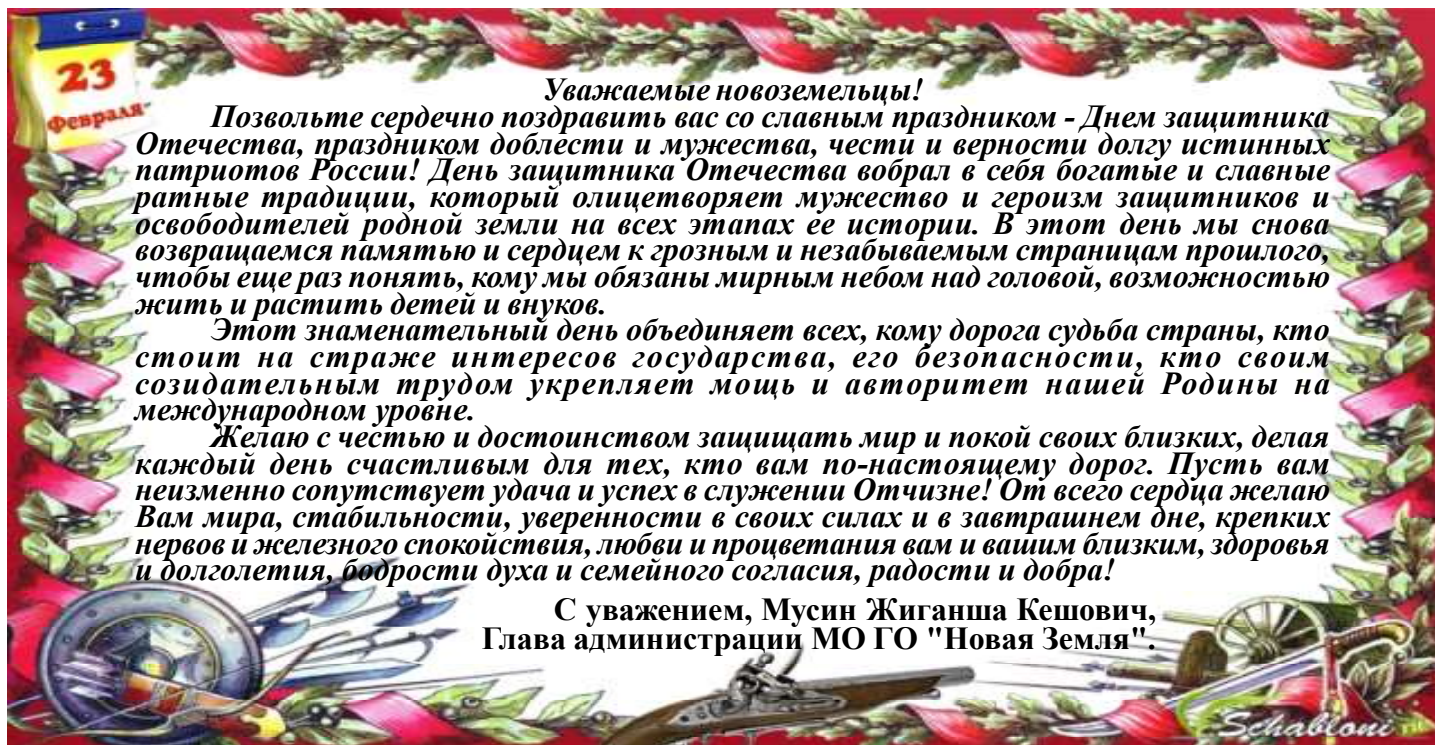 23
февраля
Уважаемые новоземельцы!
Позвольте сердечно поздравить вас со славным праздником - Днем защитника
Отечества, праздником доблести и мужества, чести и верности долгу истинных
патриотов России! День защитника Отечества вобрал в себя богатые и славные
ратные традиции, который олицетворяет мужество и героизм защитников и
освободителей родной земли на всех этапах ее истории. В этот день мы снова
возвращаемся памятью и сердцем к грозным и незабываемым страницам прошлого,
чтобы еще раз понять, кому мы обязаны мирным небом над головой, возможностью
жить и растить детей и внуков.
Этот знаменательный день объединяет всех, кому дорога судьба страны, кто
стоит на страже интересов государства, его безопасности, кто своим
созидательным трудом укрепляет мощь и авторитет нашей Родины на
международном уровне.
Желаю с честью и достоинством защищать мир и покой своих близких, делая
каждый день счастливым для тех, кто вам по-настоящему дорог. Пусть вам
неизменно сопутствует удача и успех в служении Отчизне! От всего сердца желаю
Вам мира, стабильности, уверенности в своих силах и в завтрашнем дне, крепких
нервов и железного спокойствия, любви и процветания вам и вашим близким, здоровья
и долголетия, бодрости духа и семейного согласия, радости и добра!
С уважением, Мусин Жиганша Кешович,
Глава администрации МО ГО "Новая Земля".
Schabloni.ru